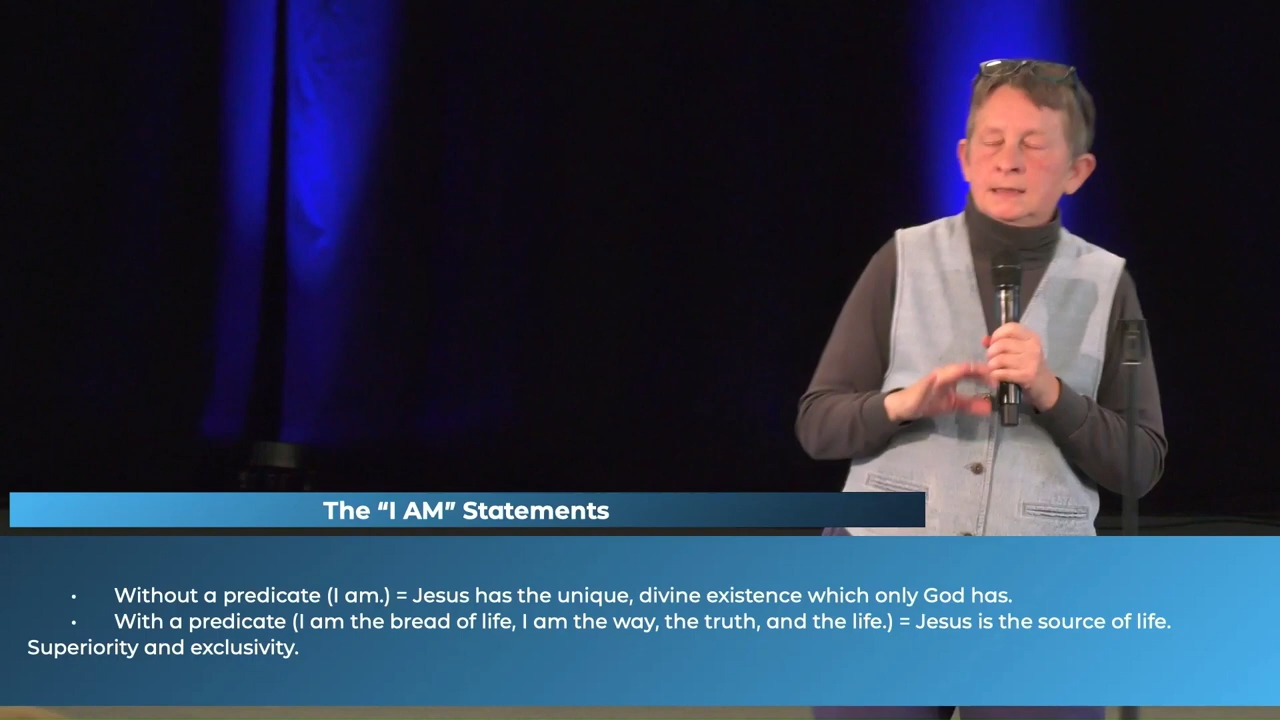 The “I AM” Statements
• Without a predicate (I am.) = Jesus has the unique, divine existence which only God has.
• With a predicate (I am the bread of life, I am the way, the truth, and the life.) = Jesus is the source of life.
Superiority and exclusivity.